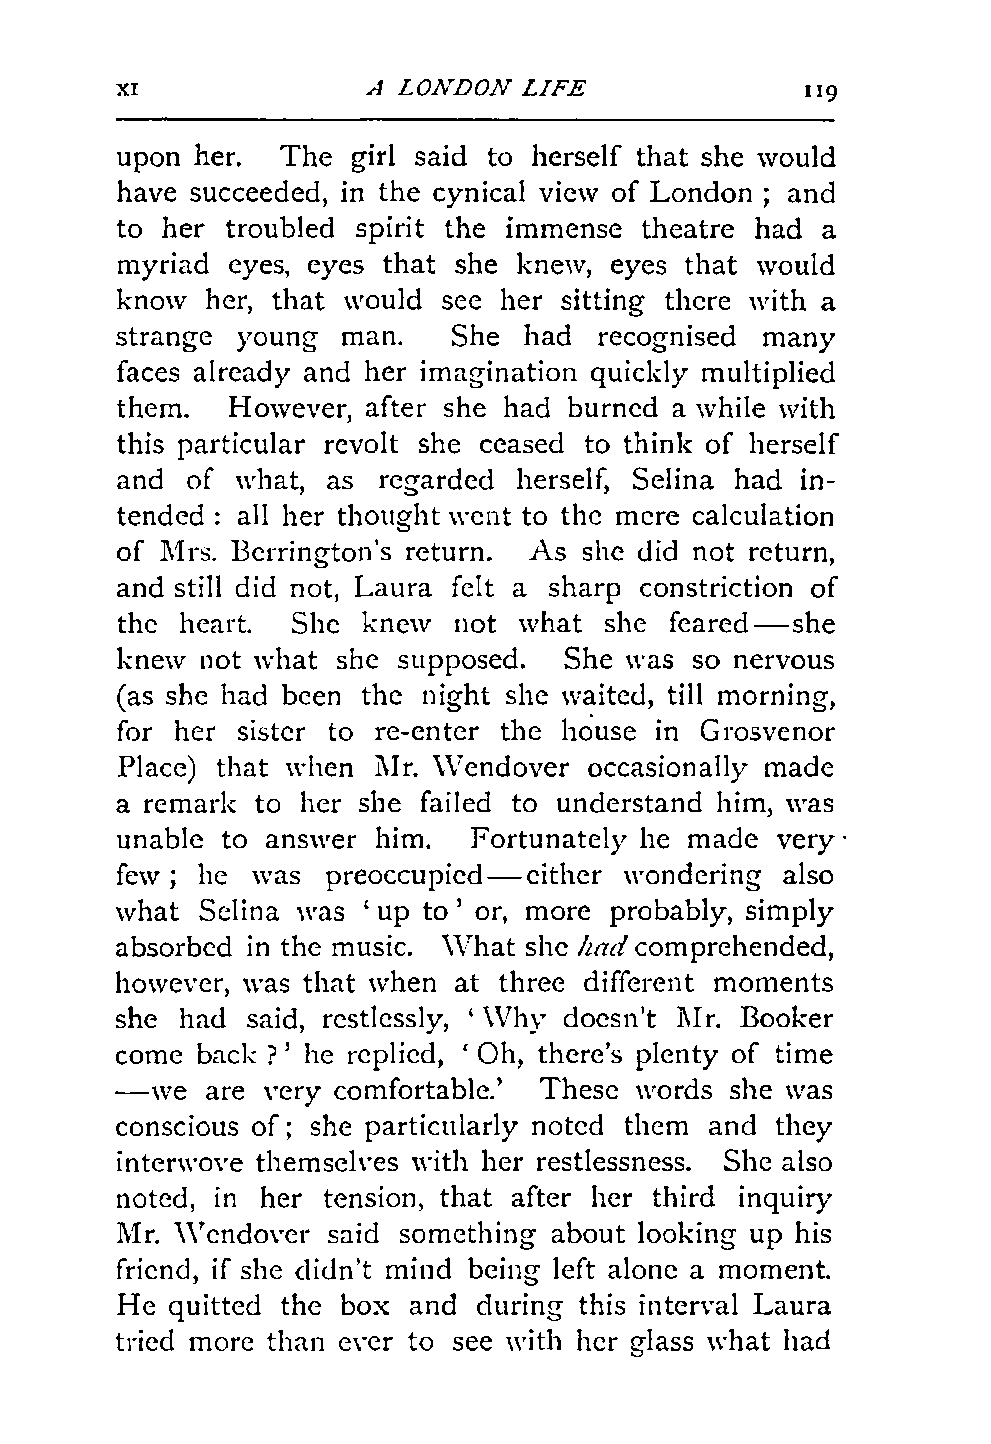 XI A LONDON LIFE 119
upon her. The girl said to herself that she would
have succeeded, in the cynical view of London ; and
to her troubled spirit the immense theatre had a
myriad eyes, eyes that she knew, eyes that would
know her, that would see her sitting there with a
strange young man. She had recognised many
faces already and her imagination quickly multiplied
them. However, after she had burned a while with
this particular revolt she ceased to think of herself
and of what, as regarded herself, Selina had in-
tended : all her thought went to the mere calculation
of Mrs. Berrington's return. As she did not return,
and still did not, Laura felt a sharp constriction of
the heart. She knew not what she feared—she
knew not what she supposed. She was so nervous
(as she had been the night she waited, till morning,
for her sister to re-enter the house in Grosvenor
Place) that when Mr. Wendover occasionally made
a remark to her she failed to understand him, was
unable to answer him. Fortunately he made very
few ; he was preoccupied—either wondering also
what Selina was ‘up to’ or, more probably, simply
absorbed in the music. What she had comprehended,
however, was that when at three different moments
she had said, restlessly, ‘Why doesn't Mr. Booker
come back ?’ he replied, ‘Oh, there's plenty of time
—we are very comfortable.’ These words she was
conscious of ; she particularly noted them and they
interwove themselves with her restlessness. She also
noted, in her tension, that after her third inquiry
Mr. Wendover said something about looking up his
friend, if she didn't mind being left alone a moment.
He quitted the box and during this interval Laura
tried more than ever to see with her glass what had